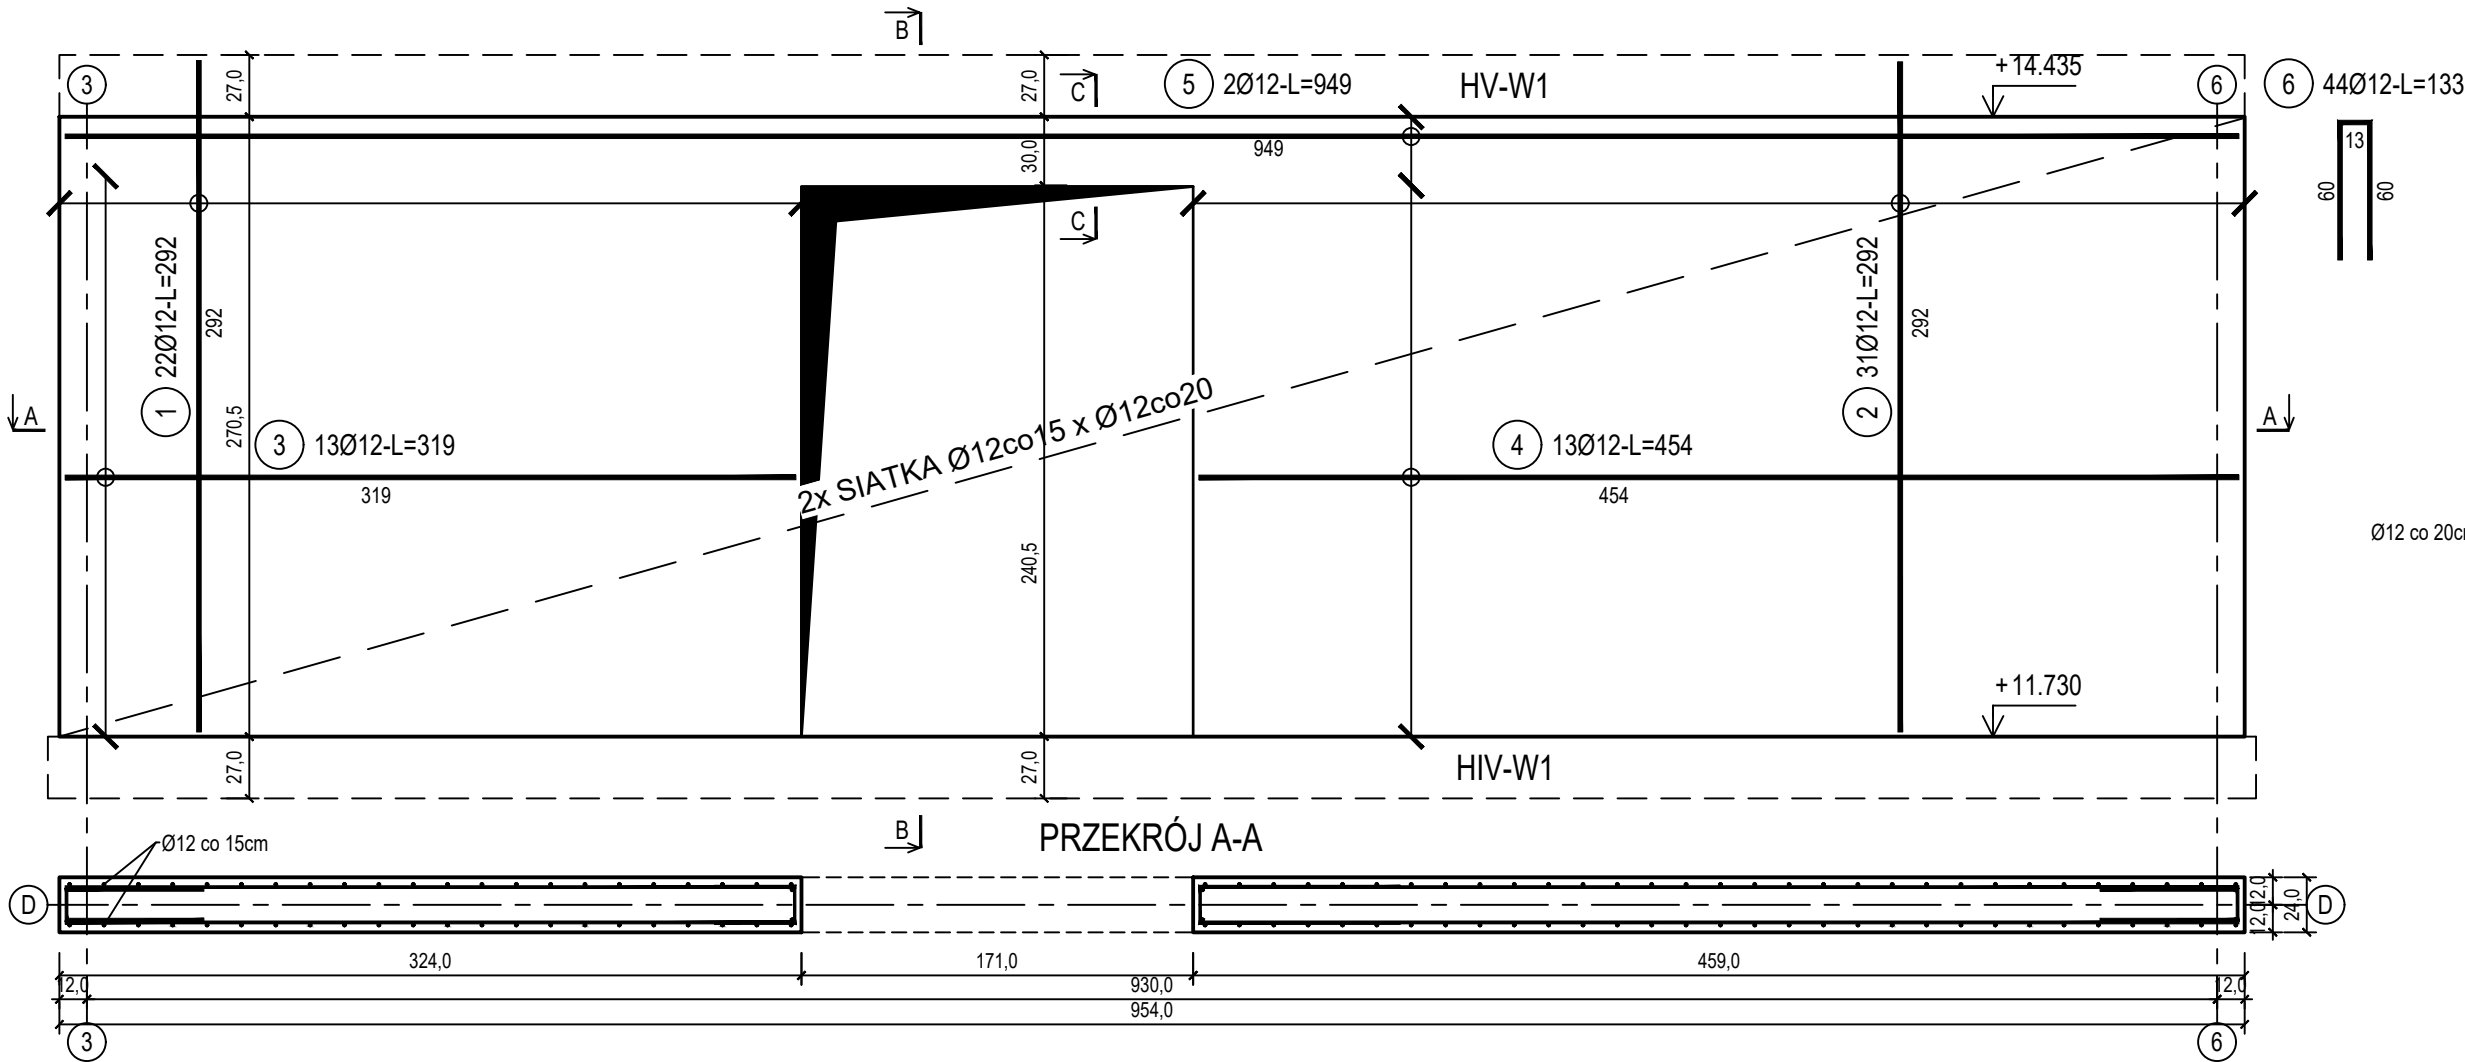 B
3
27,0
27,0
C
5 2Ø12-L=949
HV-W1
+14.435
6
6 44Ø12-L=133
949
30,0
13
60
60
C
1 22Ø12-L=292
292
2 31Ø12-L=292
292
A
270,5
3 13Ø12-L=319
319
2x SIATKA Ø12co15 x Ø12co20
4 13Ø12-L=454
454
A
Ø12 co 20c
240,5
+11.730
27,0
27,0
HIV-W1
B
PRZEKRÓJ A-A
Ø12 co 15cm
D
12,0
12,0
24,0
D
324,0
171,0
459,0
12,0
930,0
12,0
954,0
3
6